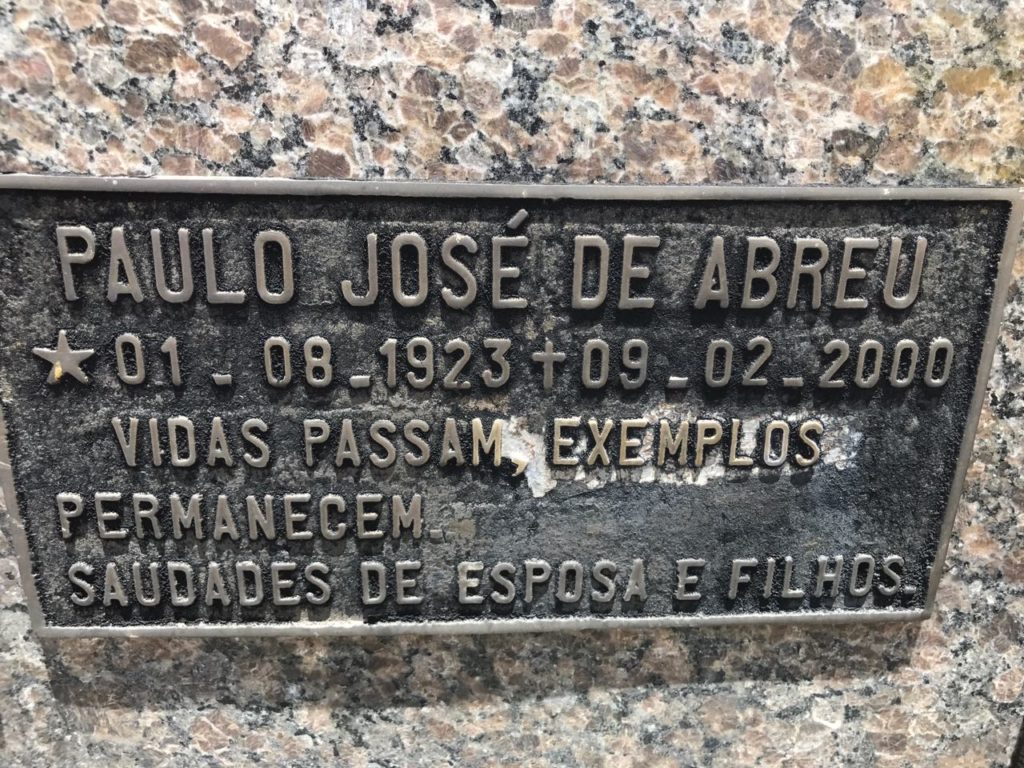 PAULO JOSÉ DE ABREU
★ 01 - 08 - 1923 ✝ 09 - 02 - 2000
VIDAS PASSAM, EXEMPLOS
PERMANECEM.
SAUDADES DE ESPOSA E FILHOS.